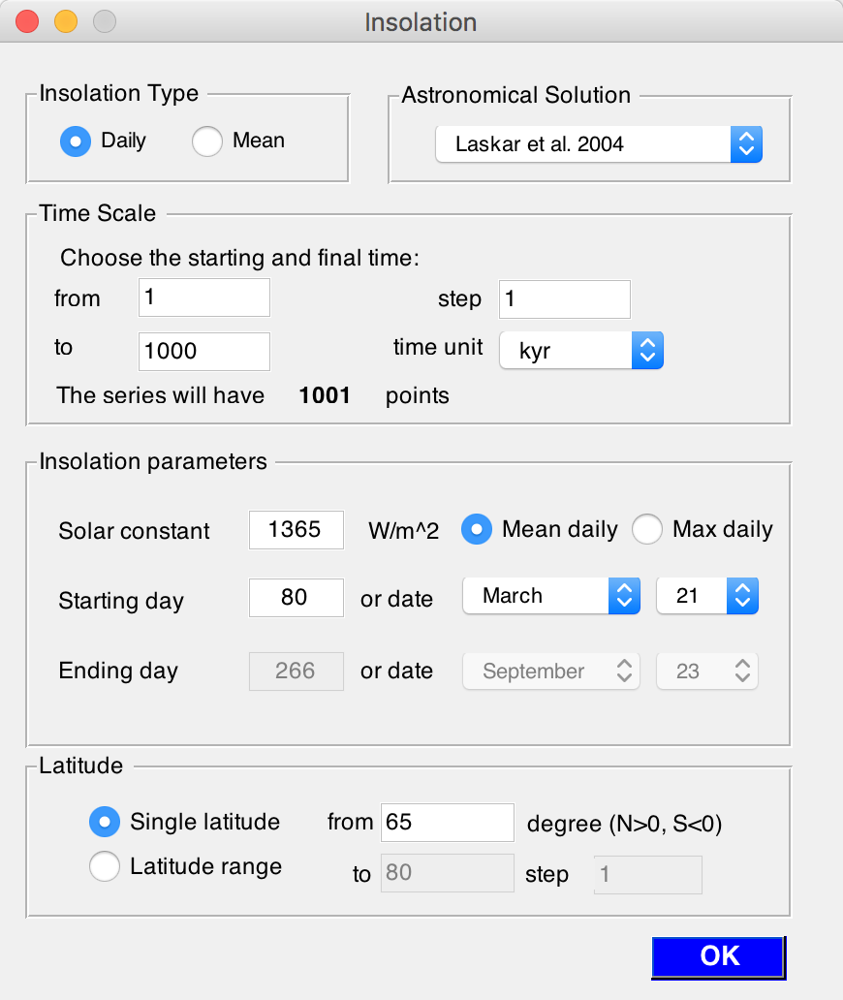 Insolation
Insolation Type
Daily Mean
Astronomical Solution
Laskar et al. 2004
Time Scale
Choose the starting and final time:
from 1 step 1
to 1000 time unit kyr
The series will have 1001 points
Insolation parameters
Solar constant 1365 W/m^2 Mean daily Max daily
Starting day 80 or date March 21
Ending day 266 or date September 23
Latitude
Single latitude from 65 degree (N>0, S<0)
Latitude range to 80 step 1
OK